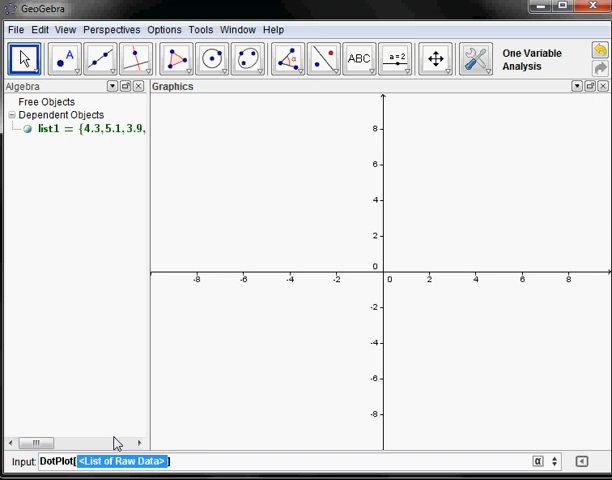 GeoGebra
File Edit View Perspectives Options Tools Window Help
A
α
ABC
a=2
One Variable
Analysis
Algebra
Graphics
Free Objects
Dependent Objects
list1 = {4.3,5.1,3.9,
8
6
4
2
0
-8 -6 -4 -2 0 2 4 6 8
-2
-4
-6
-8
Input: DotPlot[ <List of Raw Data> ]
α